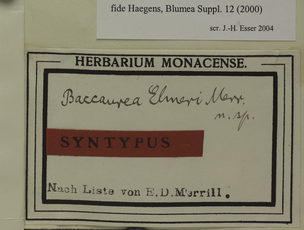 fide Haegens, Blumea Suppl. 12 (2000)
scr. J.-H. Esser 2004
HERBARIUM MONACENSE.
Baccaurea Elmeri Merr.
n. sp.
SYNTYPUS
Nach Liste von E.D.Merrill.